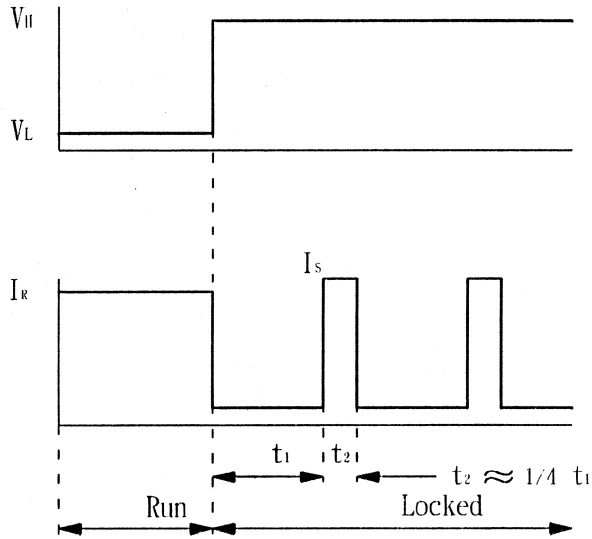 VH
VL
IS
IR
t1 t2
t2 ≈ 1/4 t1
Run
Locked